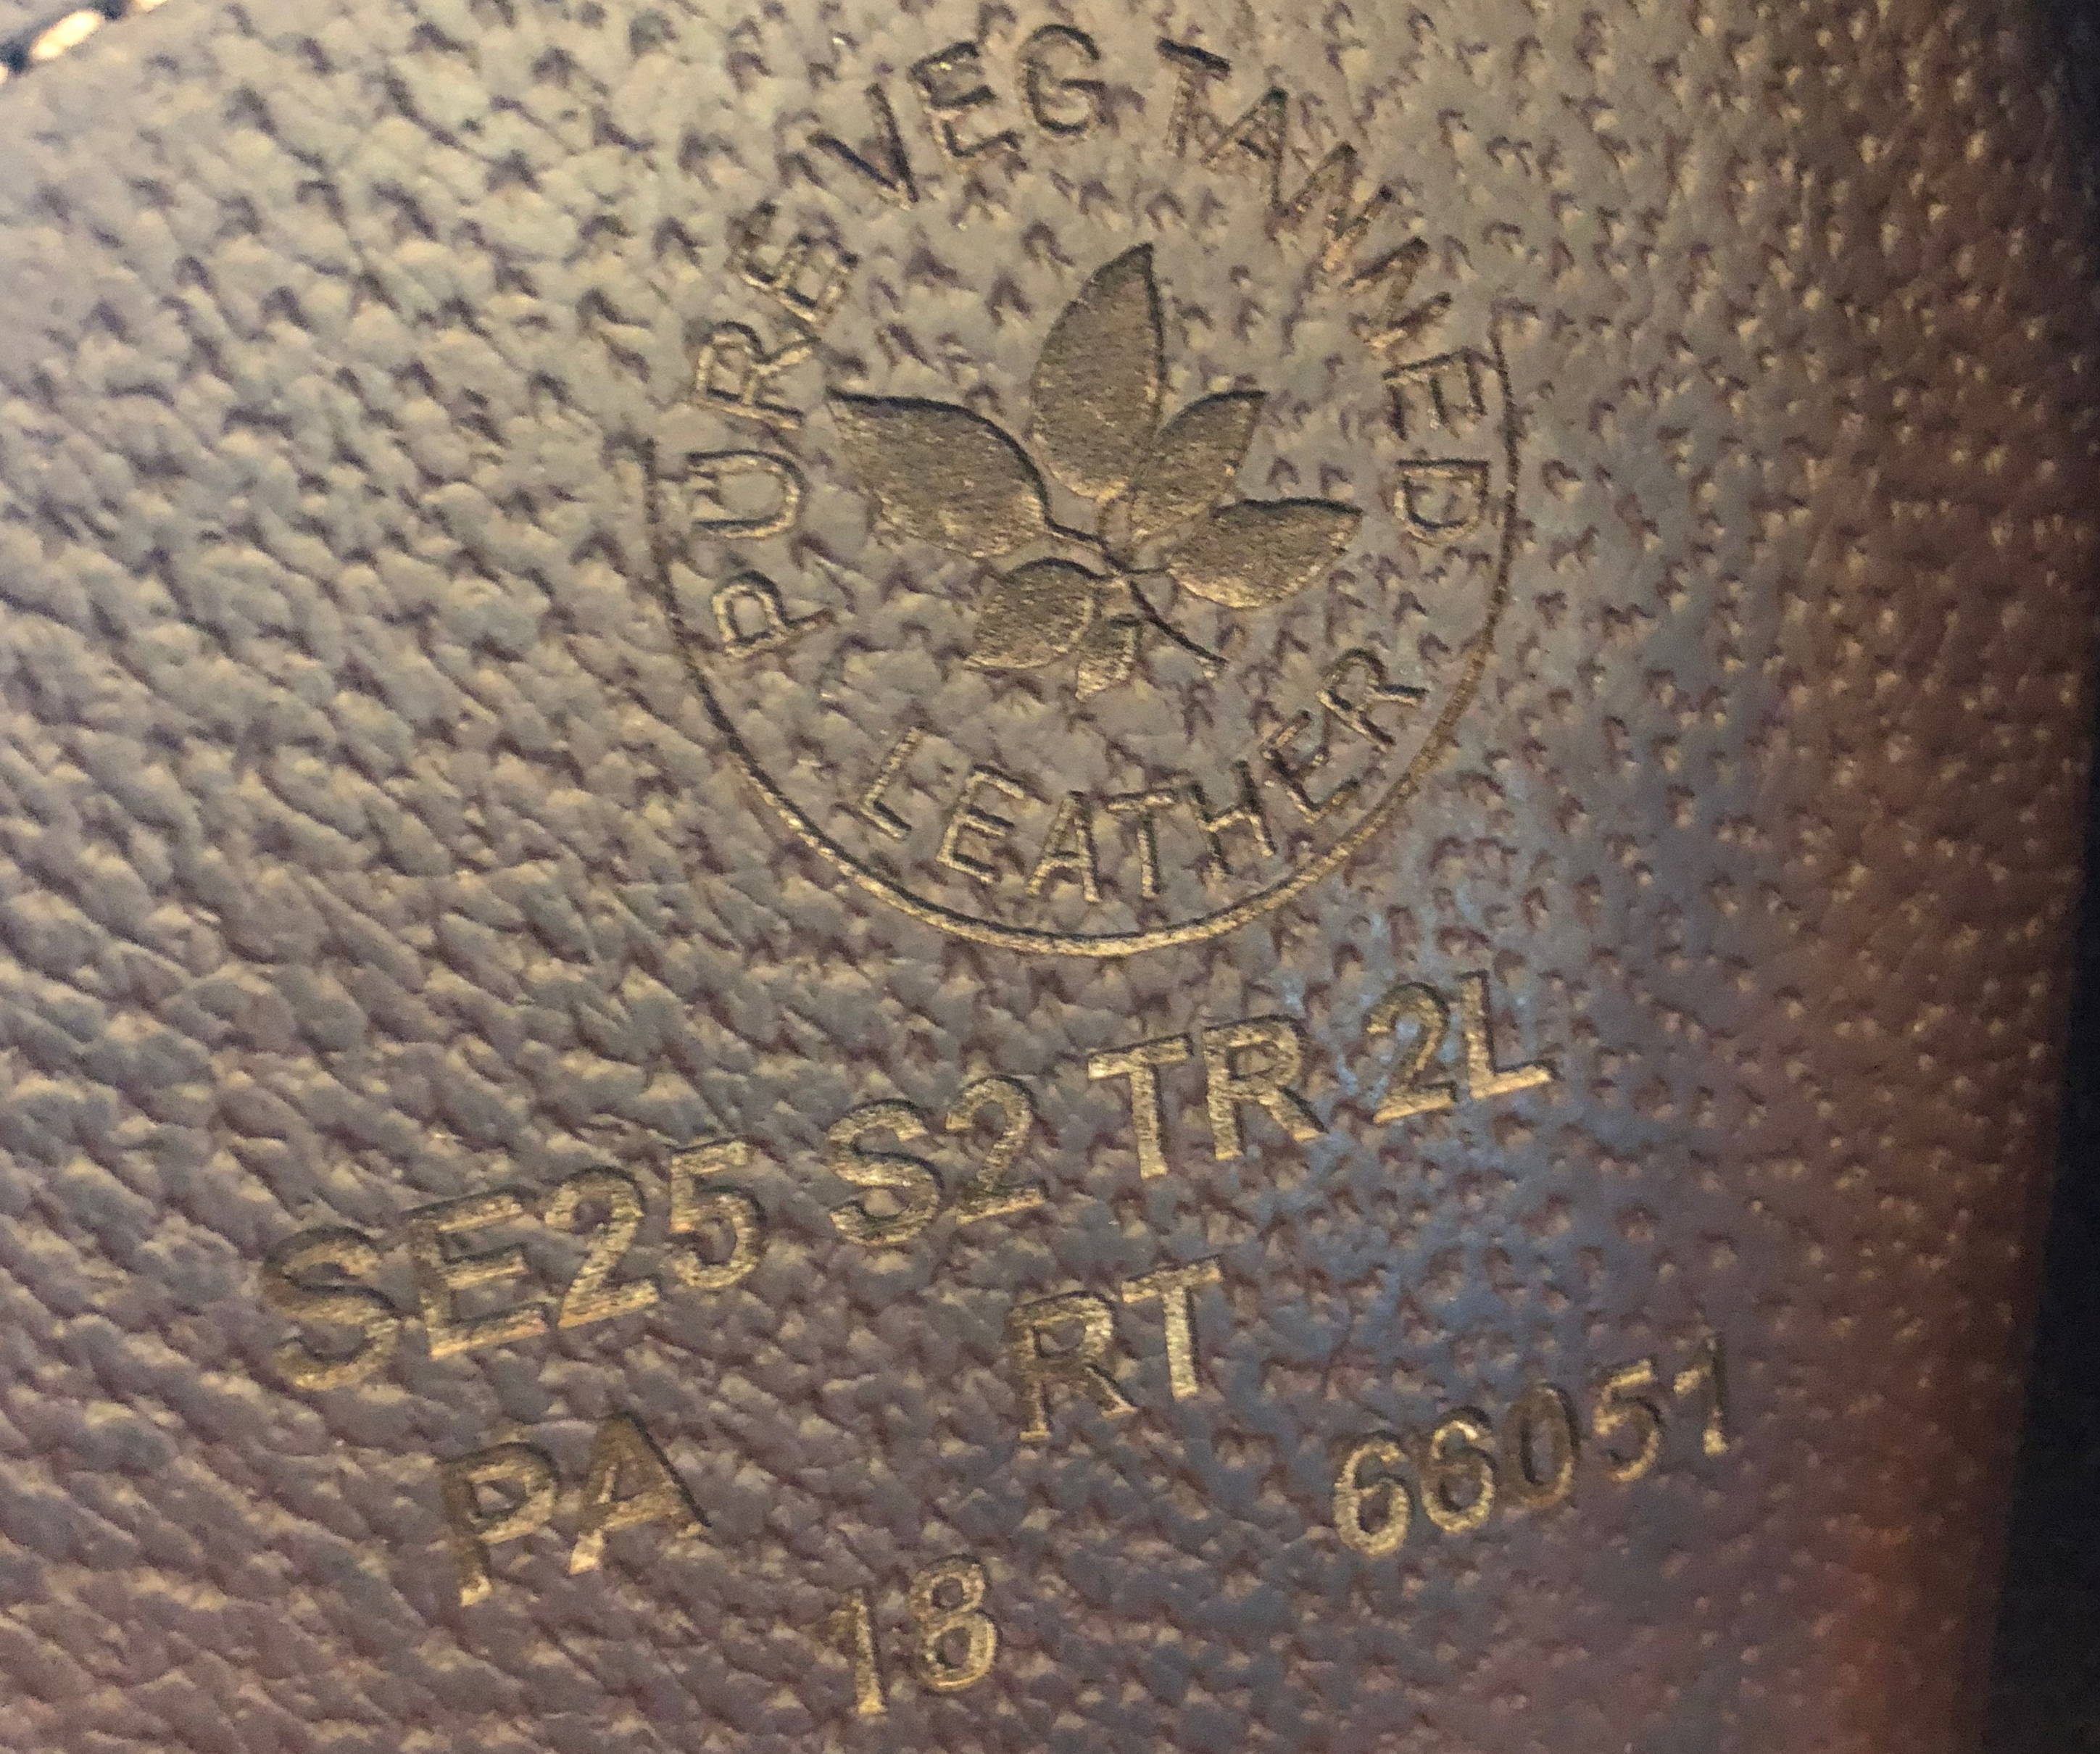 PURE VEG TANNED
LEATHER
SE25 S2 TR 2L
RT
PA 66051
18